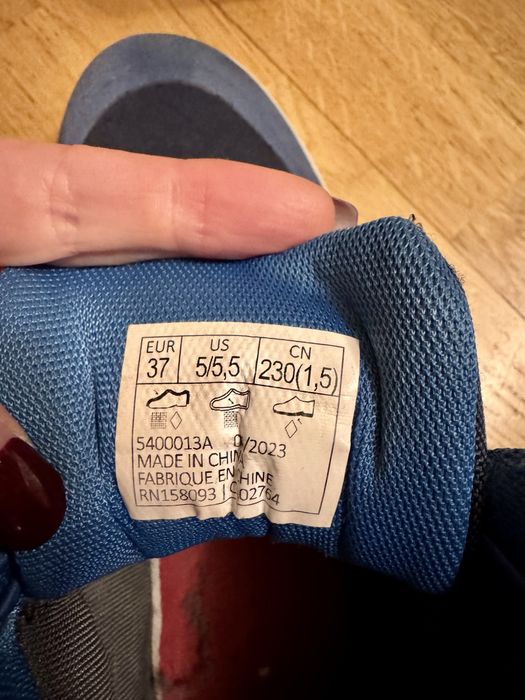 EUR US CN
37 5/5,5 230(1,5)
5400013A /2023
MADE IN CHINA
FABRIQUE EN CHINE
RN158093 | 02764